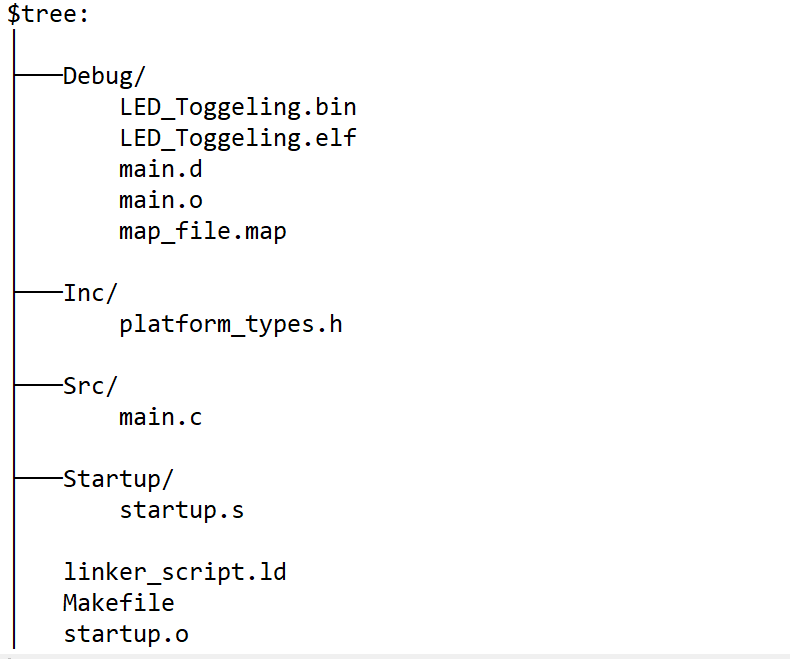 $tree:
Debug/
LED_Toggeling.bin
LED_Toggeling.elf
main.d
main.o
map_file.map
Inc/
platform_types.h
Src/
main.c
Startup/
startup.s
linker_script.ld
Makefile
startup.o